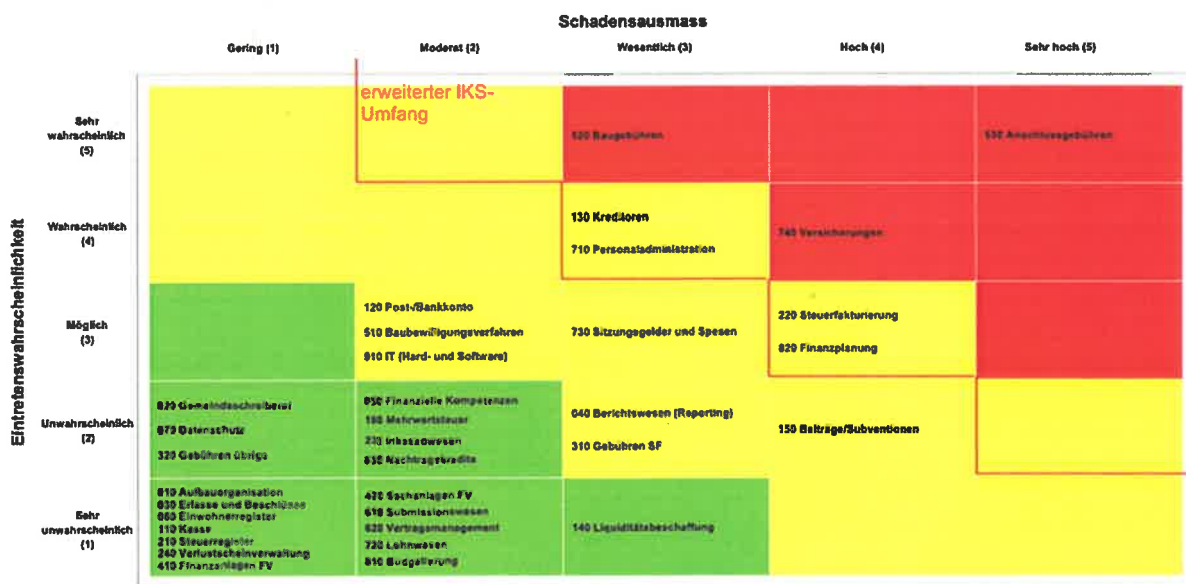 Schadensausmass
Gering (1)
Moderat (2)
Wesentlich (3)
Hoch (4)
Sehr hoch (5)
Eintretenswahrscheinlichkeit
Sehr
wahrscheinlich
(5)
erweiterter IKS-
Umfang
520 Baugebühren
530 Anschlussgebühren
Wahrscheinlich
(4)
130 Kreditoren
710 Personaladministration
740 Versicherungen
Möglich
(3)
120 Post-/Bankkonto
510 Baubewilligungsverfahren
910 IT (Hard- und Software)
730 Sitzungsgelder und Spesen
220 Steuerfakturierung
820 Finanzplanung
Unwahrscheinlich
(2)
020 Gemeindeschreiberei
070 Datenschutz
320 Gebühren übrige
050 Finanzielle Kompetenzen
160 Mehrwertsteuer
230 Inkassowesen
830 Nachtragskredite
040 Berichtswesen (Reporting)
310 Gebühren SF
150 Beiträge/Subventionen
Sehr
unwahrscheinlich
(1)
010 Aufbauorganisation
030 Erlasse und Beschlüsse
060 Einwohnerregister
110 Kasse
210 Steuerregister
240 Verlustscheinverwaltung
410 Finanzanlagen FV
420 Sachanlagen FV
610 Submissionswesen
620 Vertragsmanagement
720 Lohnwesen
810 Budgetierung
140 Liquiditätsbeschaffung